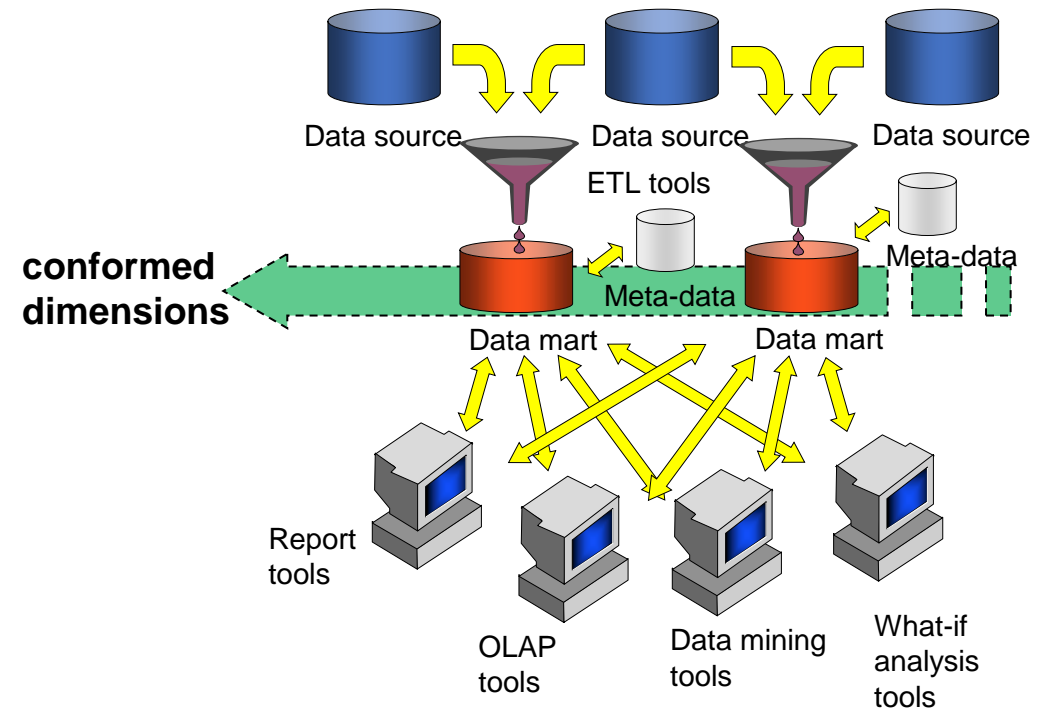 Data source
Data source
Data source
ETL tools
Meta-data
conformed
dimensions
Meta-data
Data mart
Data mart
Report
tools
OLAP
tools
Data mining
tools
What-if
analysis
tools